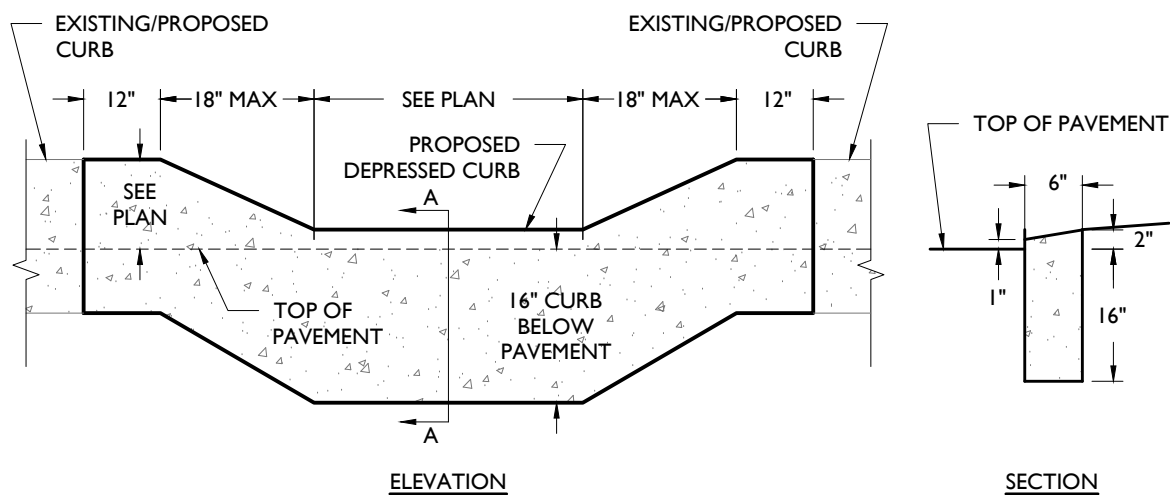 EXISTING/PROPOSED
CURB
EXISTING/PROPOSED
CURB
12"
18" MAX
SEE PLAN
18" MAX
12"
TOP OF PAVEMENT
PROPOSED
DEPRESSED CURB
SEE
PLAN
A
6"
2"
1"
16"
TOP OF
PAVEMENT
16" CURB
BELOW
PAVEMENT
A
ELEVATION
SECTION